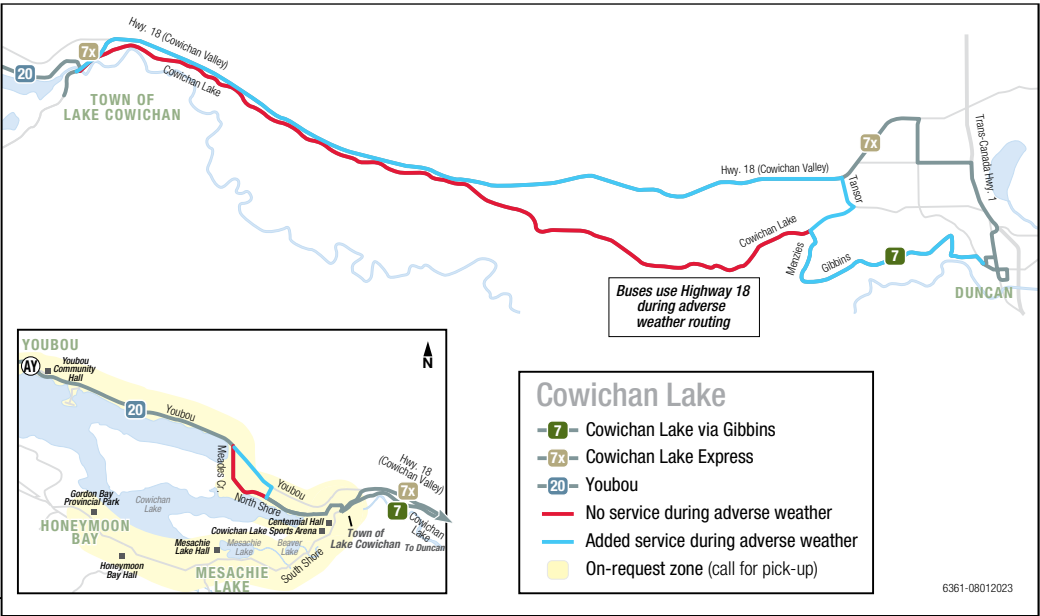 Hwy. 18 (Cowichan Valley)
7x
20
Cowichan Lake
TOWN OF
LAKE COWICHAN
7x
Trans-Canada Hwy. 1
Hwy. 18 (Cowichan Valley)
Tansor
Cowichan Lake
Menzies
Gibbins
7
DUNCAN
Buses use Highway 18
during adverse
weather routing
YOUBOU
AY
Youbou
Community
Hall
N
20
Youbou
Meades Cr.
Youbou
North Shore
Hwy. 18
(Cowichan Valley)
7x
7
Cowichan
Lake
To Duncan
Gordon Bay
Provincial Park
Cowichan
Lake
HONEYMOON
BAY
Centennial Hall
Cowichan Lake Sports Arena
Town of
Lake Cowichan
Mesachie
Lake Hall
Mesachie
Lake
Beaver
Lake
South Shore
Honeymoon
Bay Hall
MESACHIE
LAKE
Cowichan Lake
7 Cowichan Lake via Gibbins
7x Cowichan Lake Express
20 Youbou
No service during adverse weather
Added service during adverse weather
On-request zone (call for pick-up)
6361-08012023